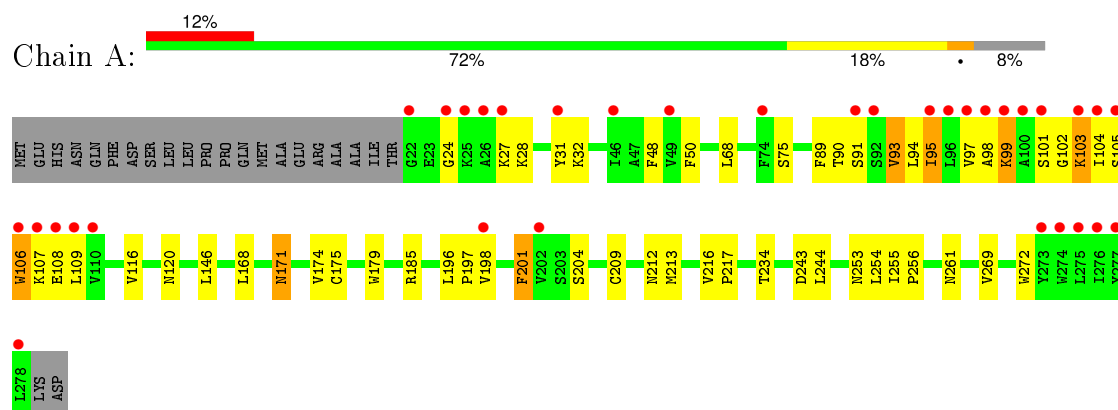 12%
Chain A:
72% 18% • 8%
MET GLU HIS ASN GLN PHE ASP SER LEU LEU PRO PRO GLN MET ALA GLU ARG ALA ALA ILE THR G22 E23 G24 K25 A26 K27 K28 Y31 K32 I46 A47 F48 V49 F50 L68 F74 S75 F89 T90 S91 S92 V93 L94 I95 L96 V97 A98 K99 A100 S101 G102 K103 I104 S105
W106 K107 E108 L109 V110 V116 N120 L146 L168 N171 V174 C175 W179 R185 L196 P197 V198 F201 V202 S203 S204 C209 N212 M213 V216 P217 T234 D243 L244 N253 L254 I255 P256 N261 V269 W272 Y273 W274 L275 I276
L278 LYS ASP